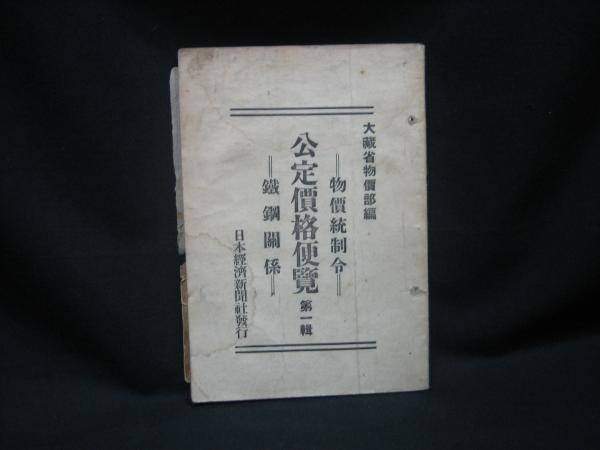 大藏省物價部編
═物價統制令═
公定價格便覽 第一輯
═鐵鋼關係═
日本經濟新聞社發行